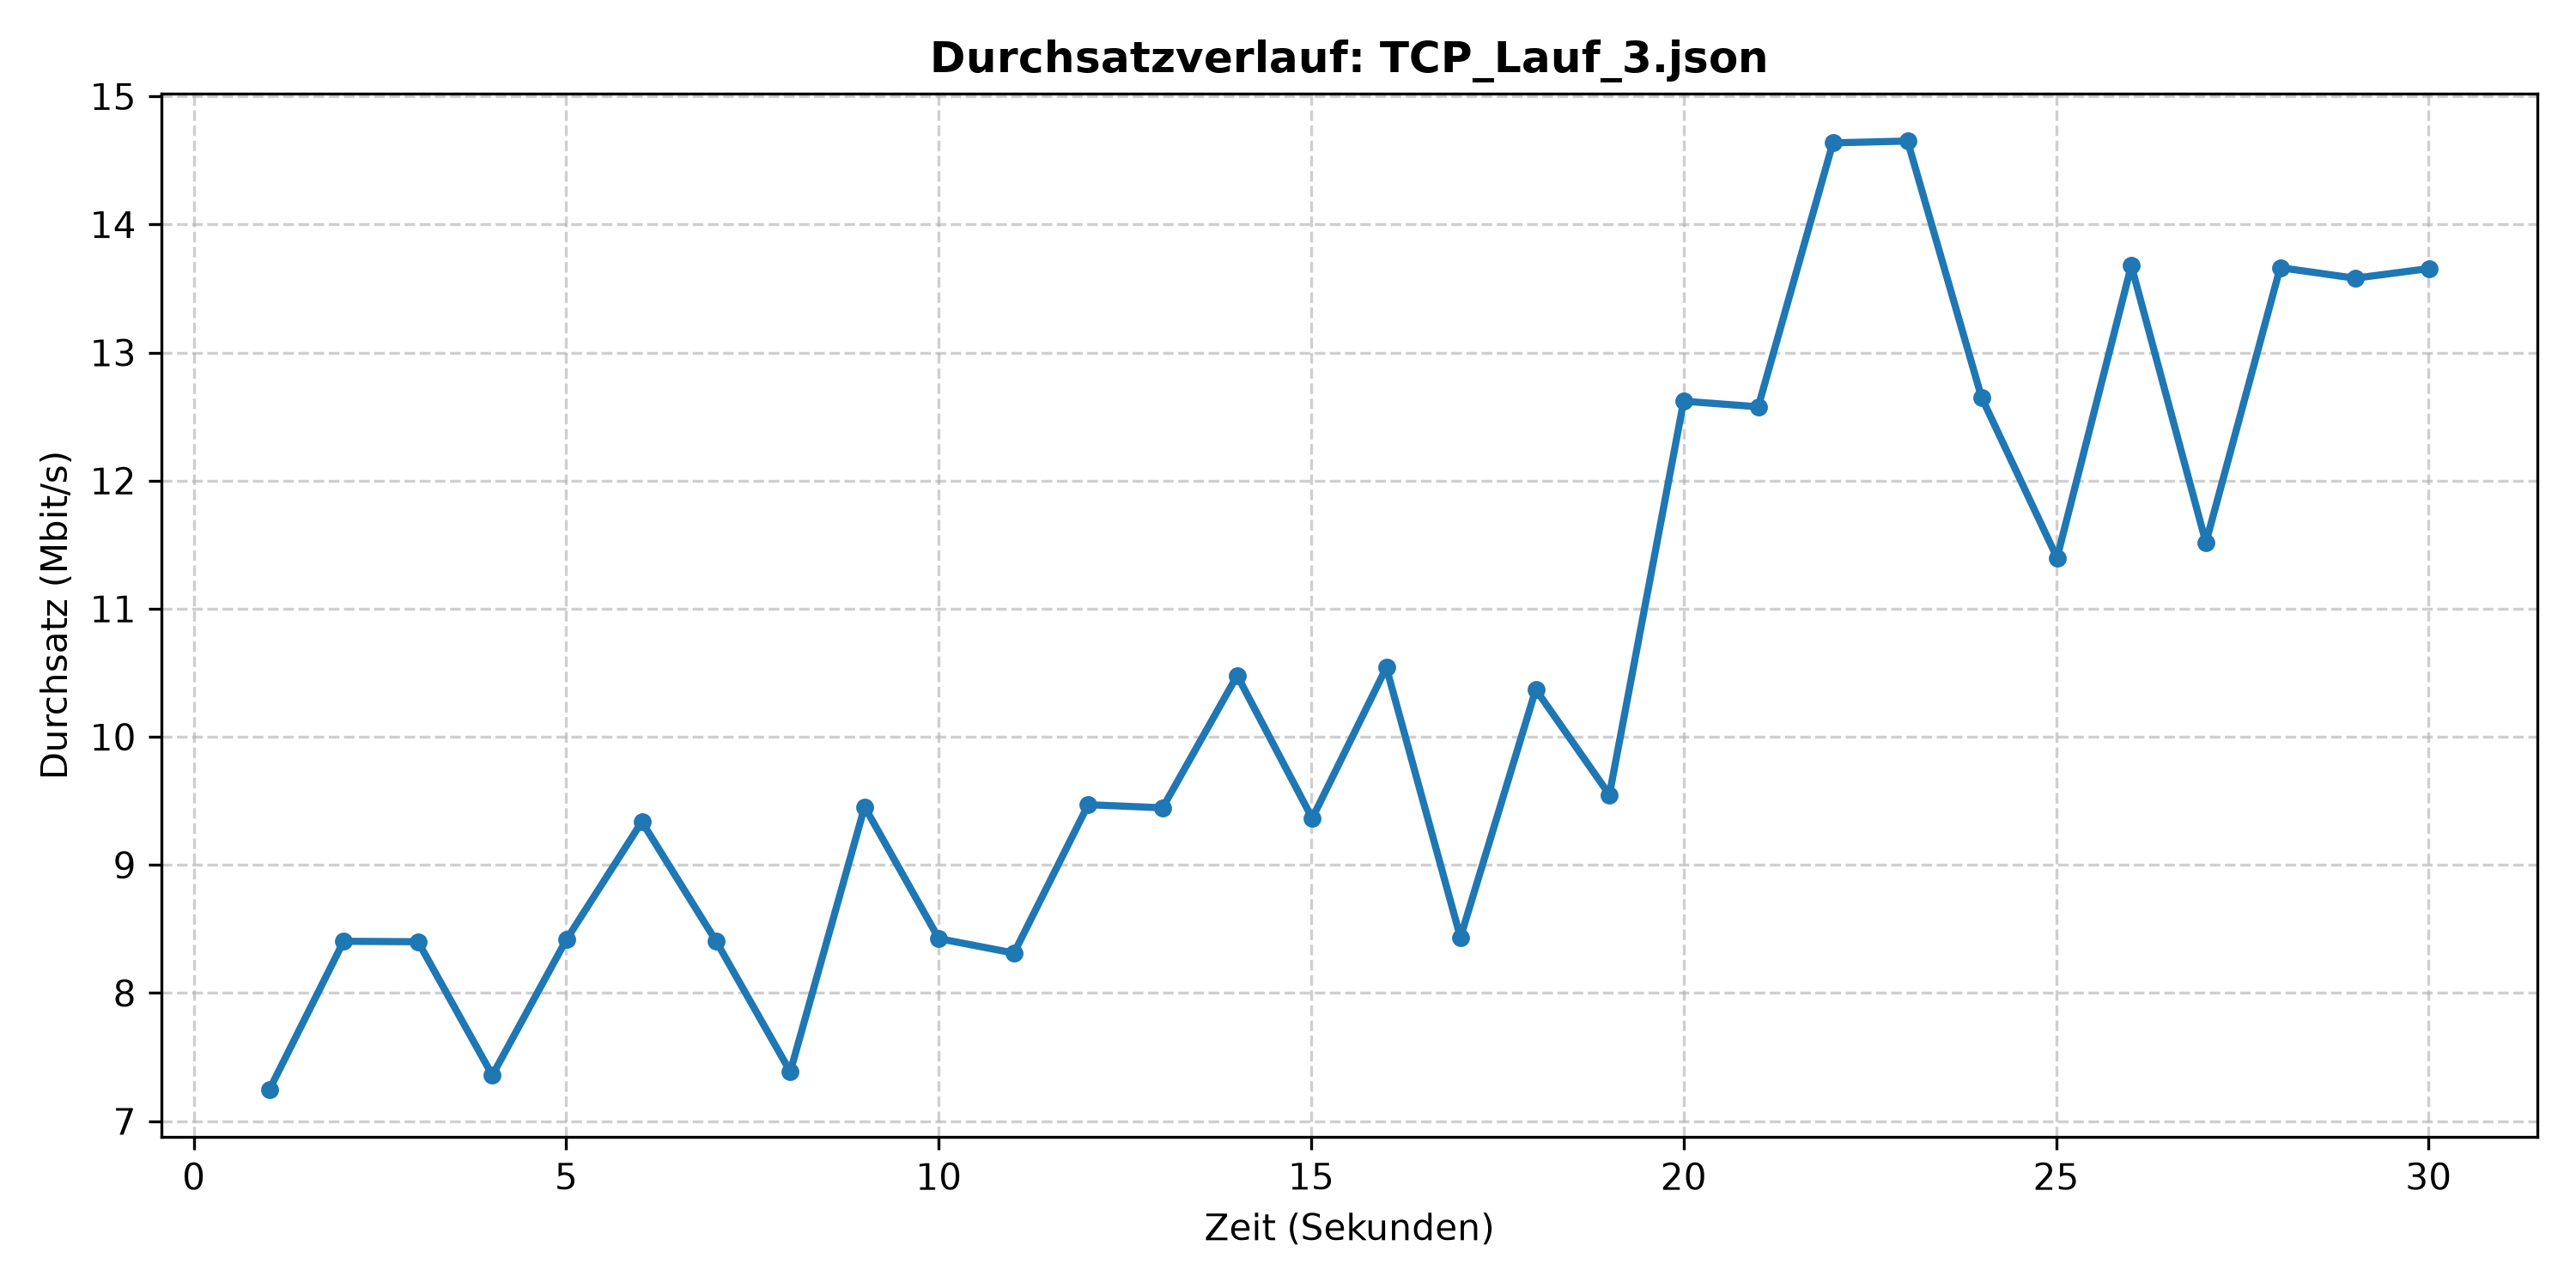 Durchsatzverlauf: TCP_Lauf_3.json
15
14
13
12
11
10
9
8
7
Durchsatz (Mbit/s)
0 5 10 15 20 25 30
Zeit (Sekunden)